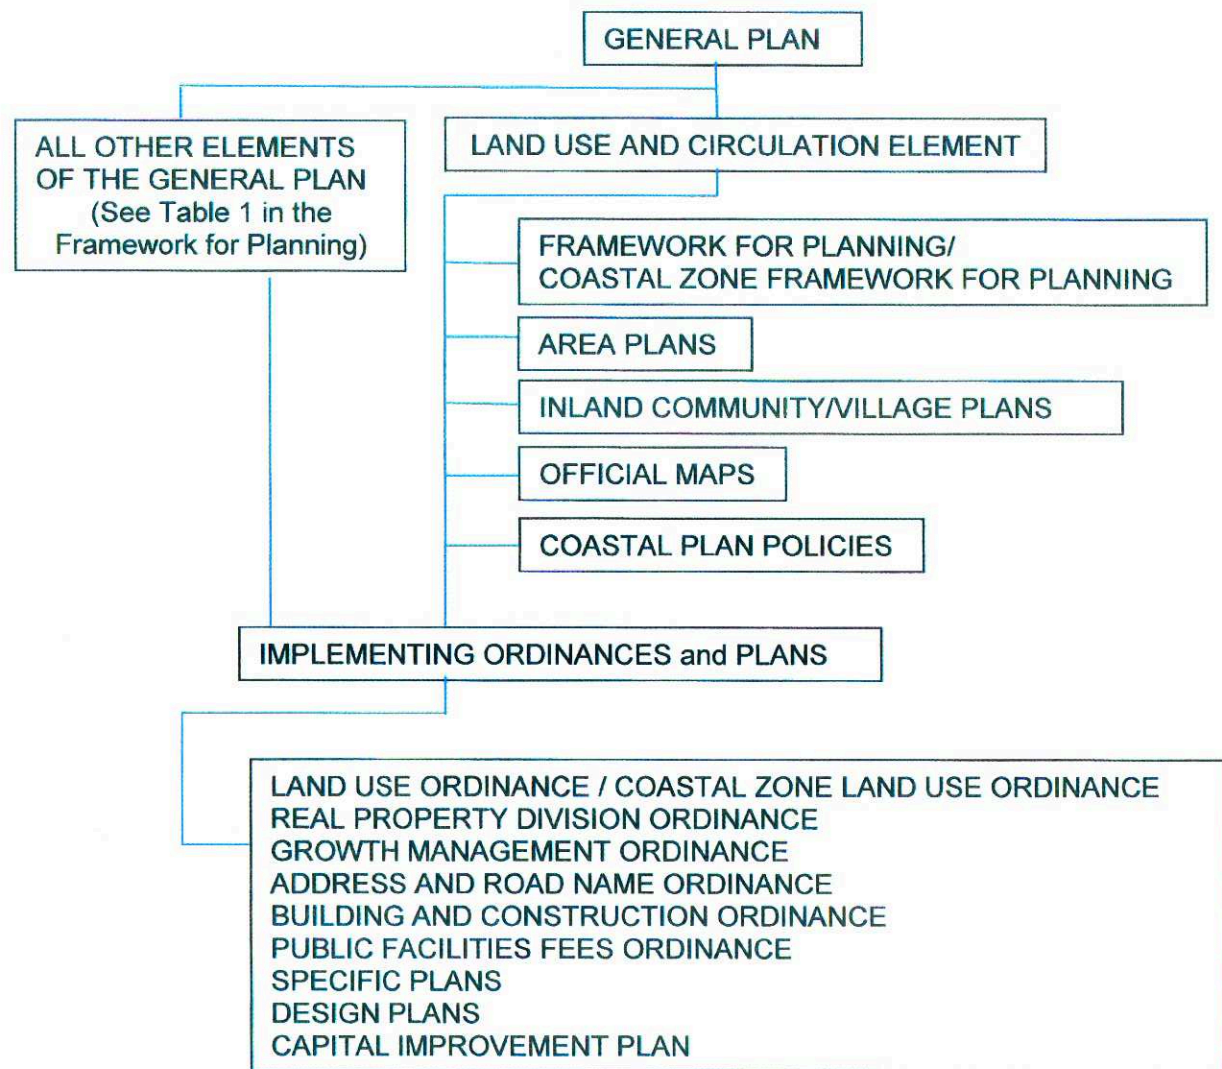 GENERAL PLAN
ALL OTHER ELEMENTS
OF THE GENERAL PLAN
(See Table 1 in the
Framework for Planning)
LAND USE AND CIRCULATION ELEMENT
FRAMEWORK FOR PLANNING/
COASTAL ZONE FRAMEWORK FOR PLANNING
AREA PLANS
INLAND COMMUNITY/VILLAGE PLANS
OFFICIAL MAPS
COASTAL PLAN POLICIES
IMPLEMENTING ORDINANCES and PLANS
LAND USE ORDINANCE / COASTAL ZONE LAND USE ORDINANCE
REAL PROPERTY DIVISION ORDINANCE
GROWTH MANAGEMENT ORDINANCE
ADDRESS AND ROAD NAME ORDINANCE
BUILDING AND CONSTRUCTION ORDINANCE
PUBLIC FACILITIES FEES ORDINANCE
SPECIFIC PLANS
DESIGN PLANS
CAPITAL IMPROVEMENT PLAN